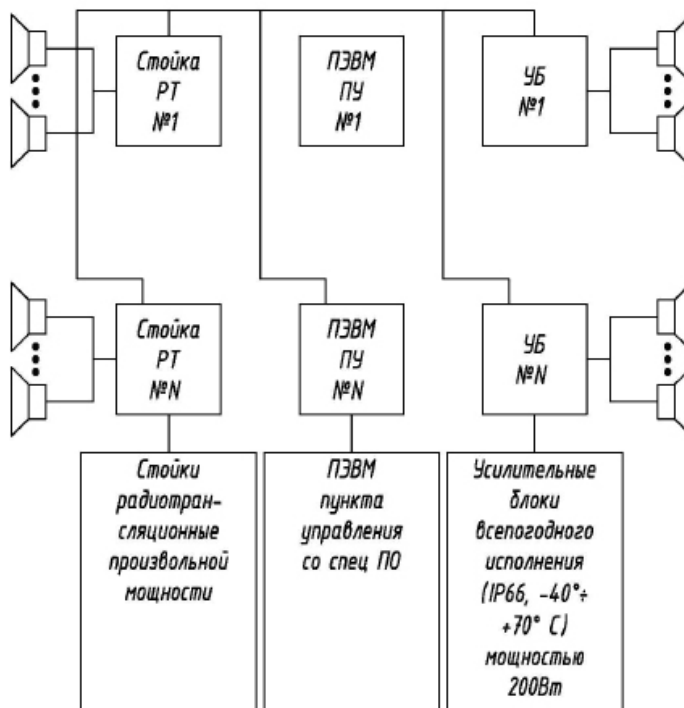 Стойка
РТ
№1
ПЭВМ
ПУ
№1
УБ
№1
Стойка
РТ
№N
ПЭВМ
ПУ
№N
УБ
№N
Стойки
радиотран-
сляционные
произвольной
мощности
ПЭВМ
пункта
управления
со спец ПО
Усилительные
блоки
всепогодного
исполнения
(IP66, -40°÷
+70° С)
мощностью
200Вт